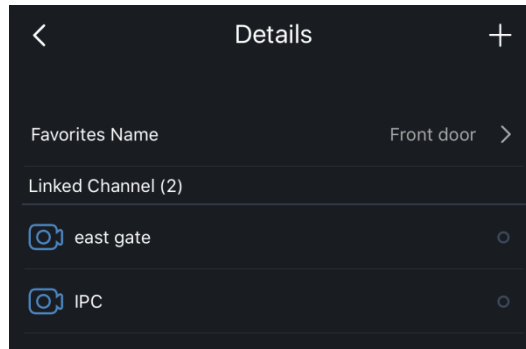 Details
Favorites Name Front door
Linked Channel (2)
east gate
IPC